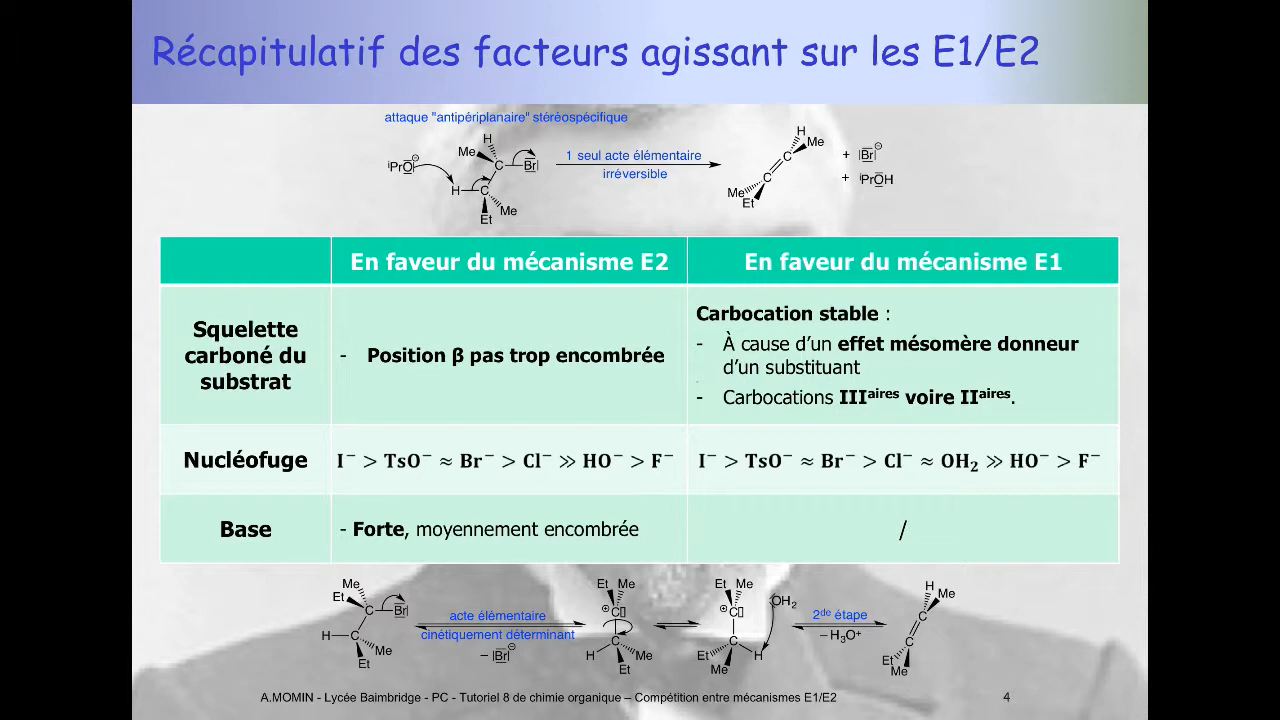 Récapitulatif des facteurs agissant sur les E1/E2
attaque "antipériplanaire" stéréospécifique
H
Me
C
Br
iPrO⊖
H
C
Me
Et
1 seul acte élémentaire
irréversible
H
Me
C
C
Me
Et
+ |Br|⊖
+ iPrOH
En faveur du mécanisme E2
En faveur du mécanisme E1
Squelette
carboné du
substrat
- Position β pas trop encombrée
Carbocation stable :
- À cause d'un effet mésomère donneur
d'un substituant
- Carbocations IIIaires voire IIaires.
Nucléofuge
I⁻ > TsO⁻ ≈ Br⁻ > Cl⁻ ≫ HO⁻ > F⁻
I⁻ > TsO⁻ ≈ Br⁻ > Cl⁻ ≈ OH₂ ≫ HO⁻ > F⁻
Base
- Forte, moyennement encombrée
/
Me
Et
C
Br
H
C
Me
Et
acte élémentaire
cinétiquement déterminant
− |Br|⊖
Et Me
⊕C▯
C
H
Me
Et
Et Me
⊕C▯
OH₂
C
Et
H
Me
2de étape
− H₃O⁺
H
Me
C
C
Et
Me
A.MOMIN - Lycée Baimbridge - PC - Tutoriel 8 de chimie organique – Compétition entre mécanismes E1/E2
4